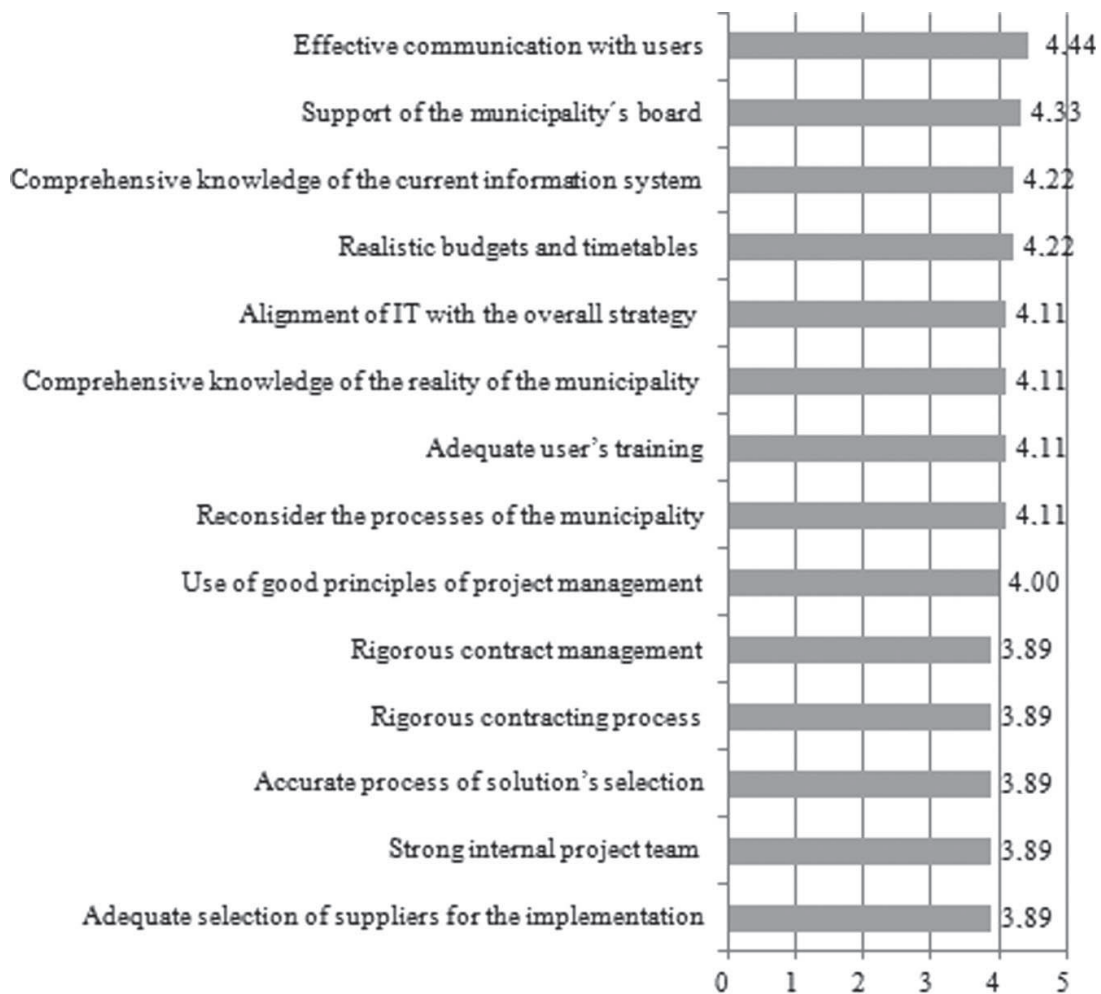 Effective communication with users 4.44
Support of the municipality´s board 4.33
Comprehensive knowledge of the current information system 4.22
Realistic budgets and timetables 4.22
Alignment of IT with the overall strategy 4.11
Comprehensive knowledge of the reality of the municipality 4.11
Adequate user’s training 4.11
Reconsider the processes of the municipality 4.11
Use of good principles of project management 4.00
Rigorous contract management 3.89
Rigorous contracting process 3.89
Accurate process of solution’s selection 3.89
Strong internal project team 3.89
Adequate selection of suppliers for the implementation 3.89
0 1 2 3 4 5